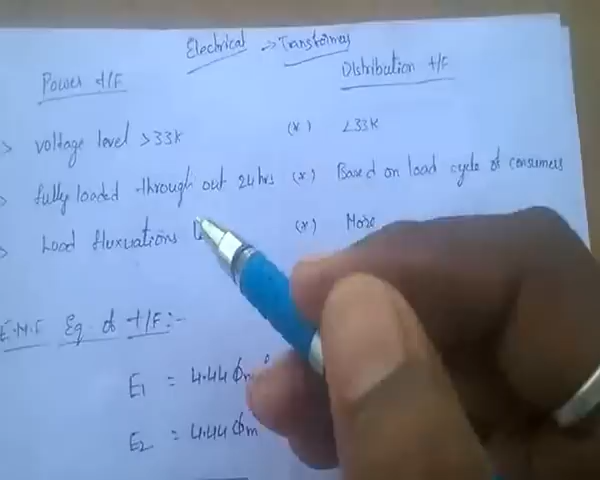 Electrical -> Transformers
Power t/F
Distribution t/F
> voltage level >33K (x) <33K
> fully loaded through out 24hrs (x) Based on load cycle of consumers
> Load fluxuations (x) More
E.M.F Eq of t/F:-
E1 = 4.44 ϕm
E2 = 4.44 ϕm